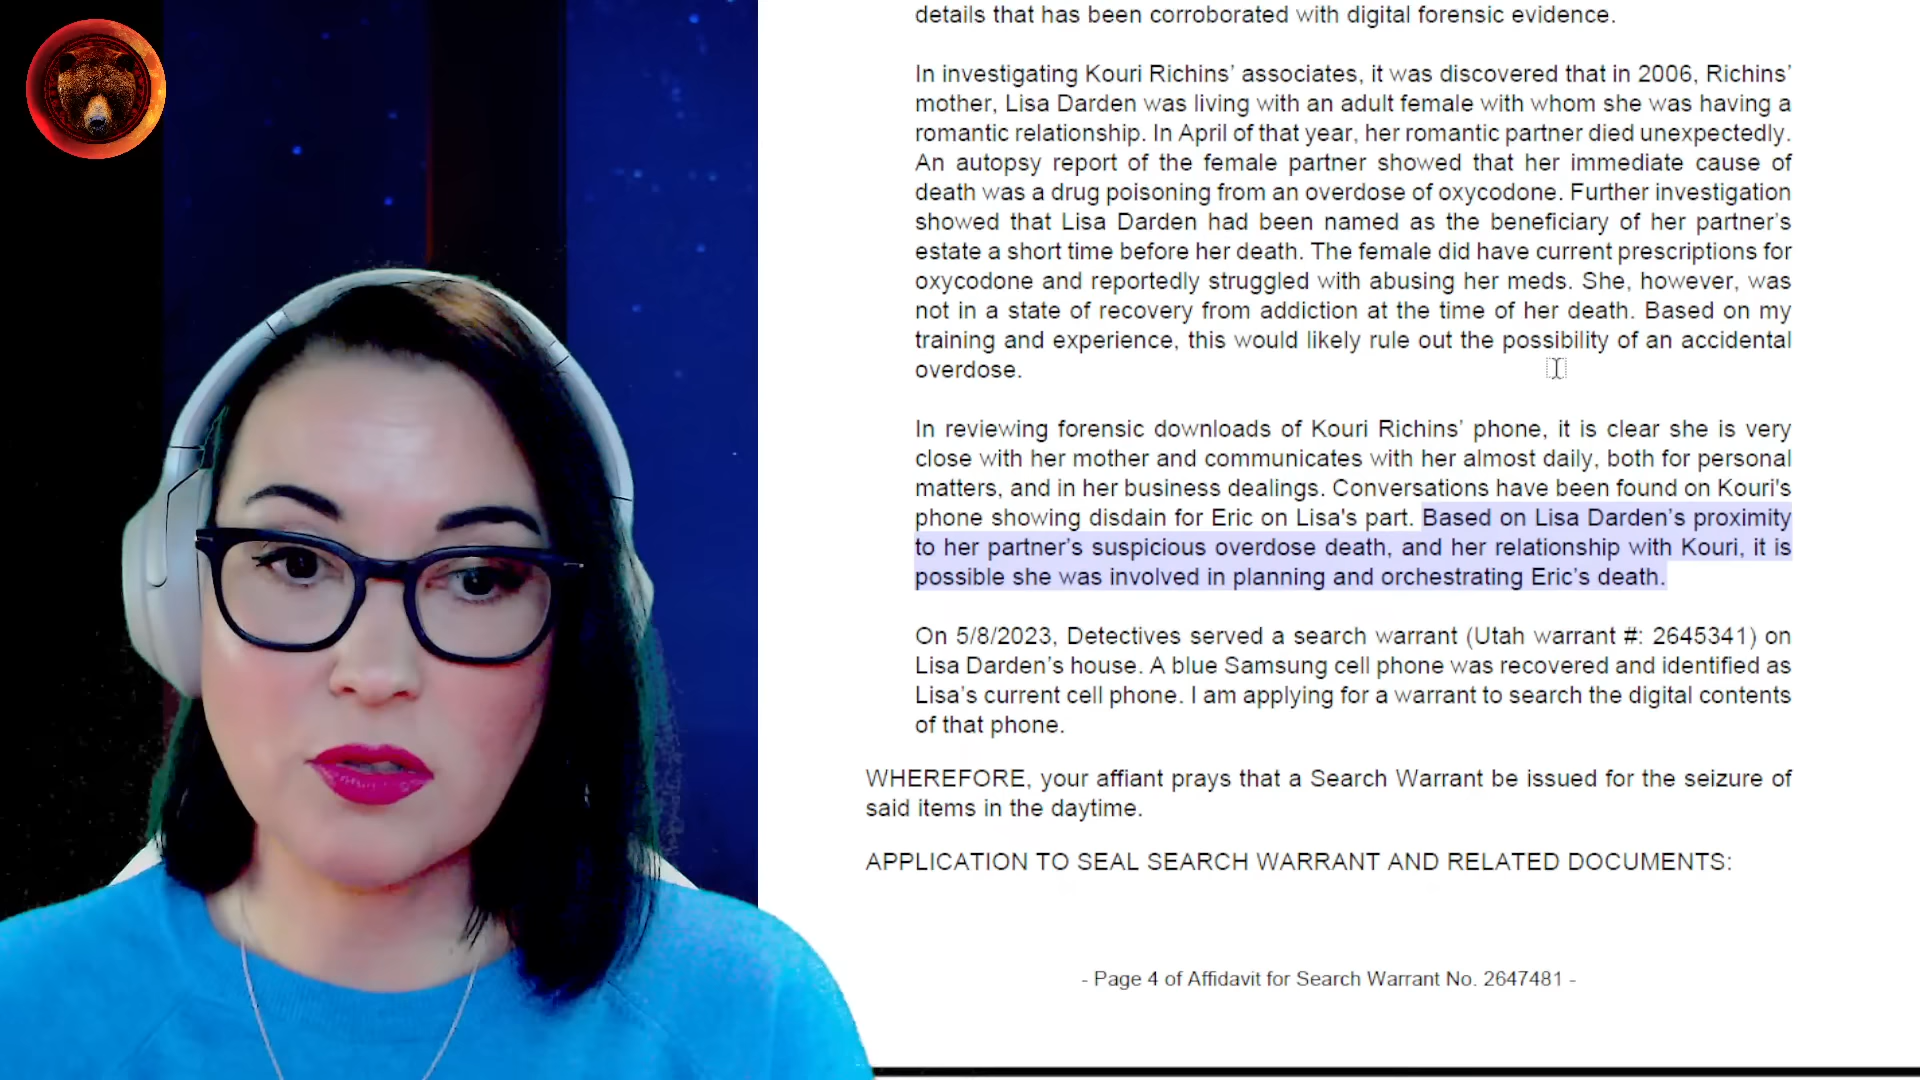 details that has been corroborated with digital forensic evidence.
In investigating Kouri Richins’ associates, it was discovered that in 2006, Richins’
mother, Lisa Darden was living with an adult female with whom she was having a
romantic relationship. In April of that year, her romantic partner died unexpectedly.
An autopsy report of the female partner showed that her immediate cause of
death was a drug poisoning from an overdose of oxycodone. Further investigation
showed that Lisa Darden had been named as the beneficiary of her partner’s
estate a short time before her death. The female did have current prescriptions for
oxycodone and reportedly struggled with abusing her meds. She, however, was
not in a state of recovery from addiction at the time of her death. Based on my
training and experience, this would likely rule out the possibility of an accidental
overdose.
In reviewing forensic downloads of Kouri Richins’ phone, it is clear she is very
close with her mother and communicates with her almost daily, both for personal
matters, and in her business dealings. Conversations have been found on Kouri's
phone showing disdain for Eric on Lisa's part. Based on Lisa Darden’s proximity
to her partner’s suspicious overdose death, and her relationship with Kouri, it is
possible she was involved in planning and orchestrating Eric’s death.
On 5/8/2023, Detectives served a search warrant (Utah warrant #: 2645341) on
Lisa Darden’s house. A blue Samsung cell phone was recovered and identified as
Lisa’s current cell phone. I am applying for a warrant to search the digital contents
of that phone.
WHEREFORE, your affiant prays that a Search Warrant be issued for the seizure of
said items in the daytime.
APPLICATION TO SEAL SEARCH WARRANT AND RELATED DOCUMENTS:
- Page 4 of Affidavit for Search Warrant No. 2647481 -